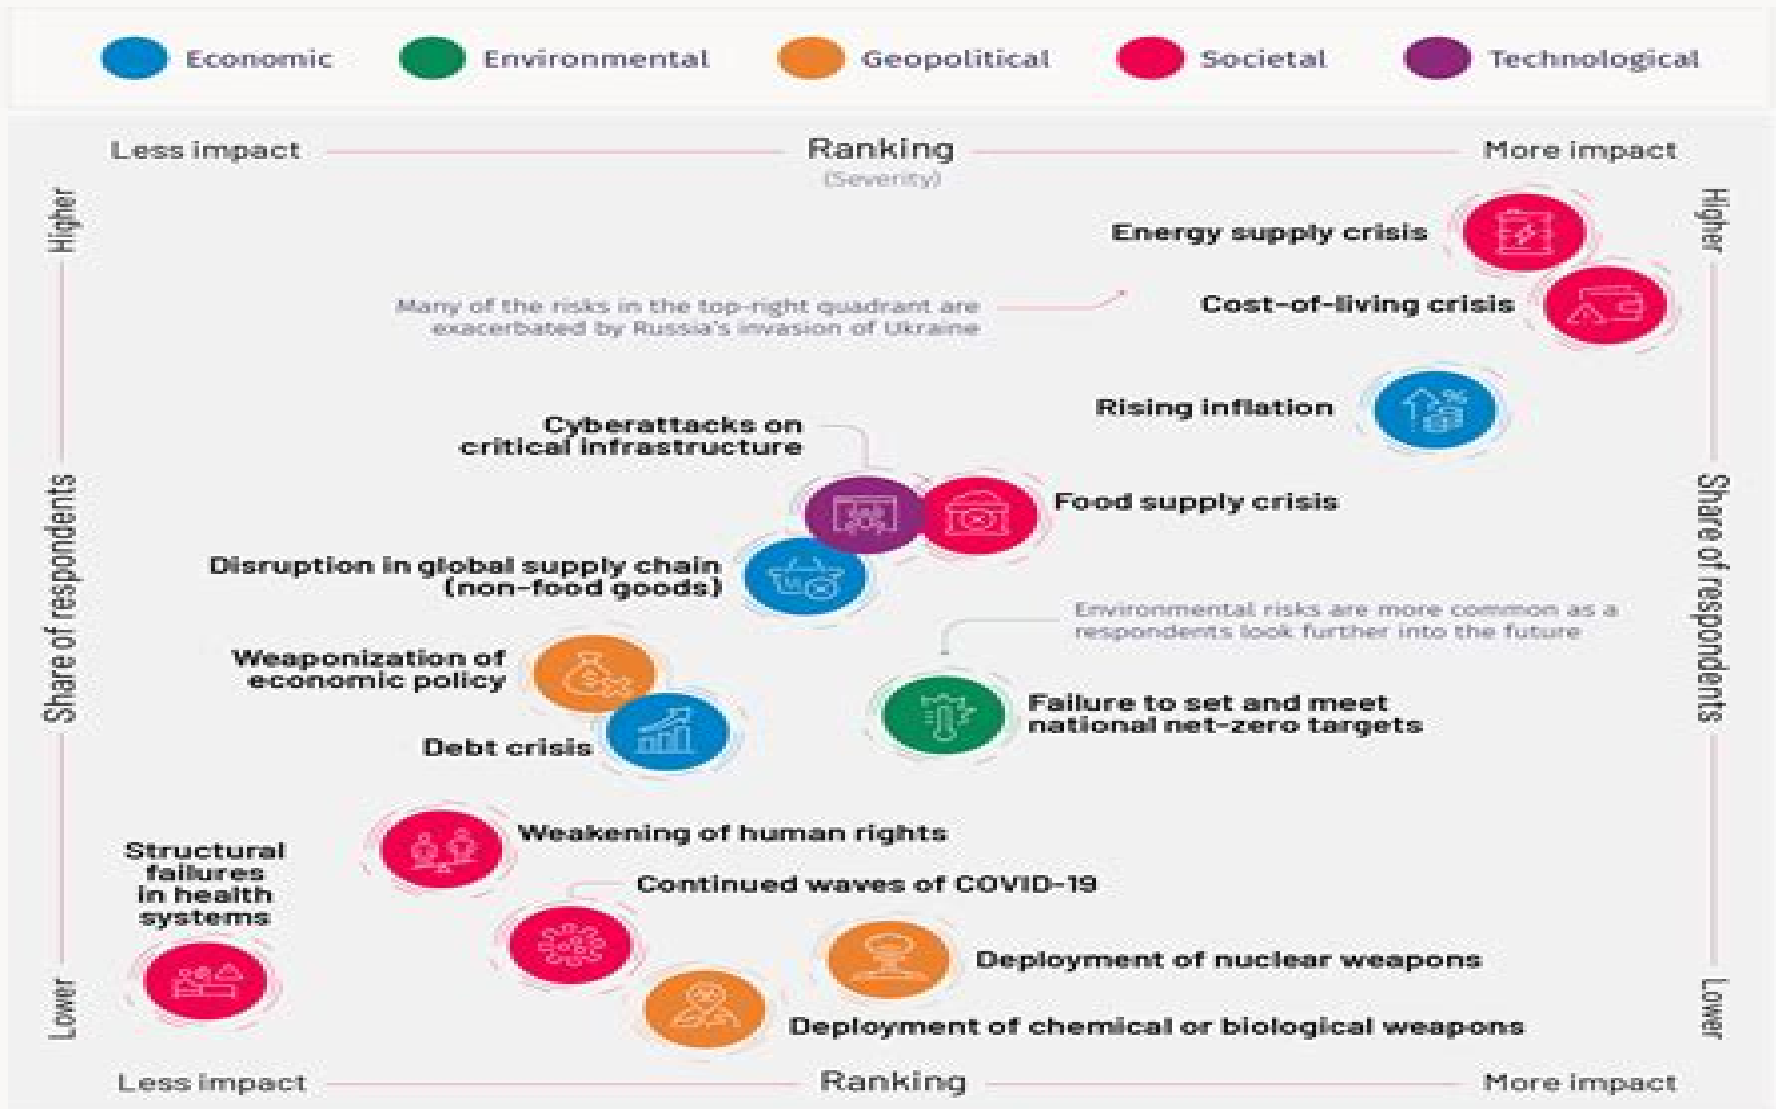 Economic
Environmental
Geopolitical
Societal
Technological
Less impact
Ranking
More impact
(Severity)
Higher
Higher
Energy supply crisis
Many of the risks in the top-right quadrant are
exacerbated by Russia's invasion of Ukraine
Cost-of-living crisis
Rising inflation
Cyberattacks on
critical infrastructure
Food supply crisis
Share of respondents
Share of respondents
Disruption in global supply chain
(non-food goods)
Environmental risks are more common as a
respondents look further into the future
Weaponization of
economic policy
Failure to set and meet
national net-zero targets
Debt crisis
Weakening of human rights
Structural
failures
in health
systems
Continued waves of COVID-19
Deployment of nuclear weapons
Lower
Lower
Deployment of chemical or biological weapons
Less impact
Ranking
More impact